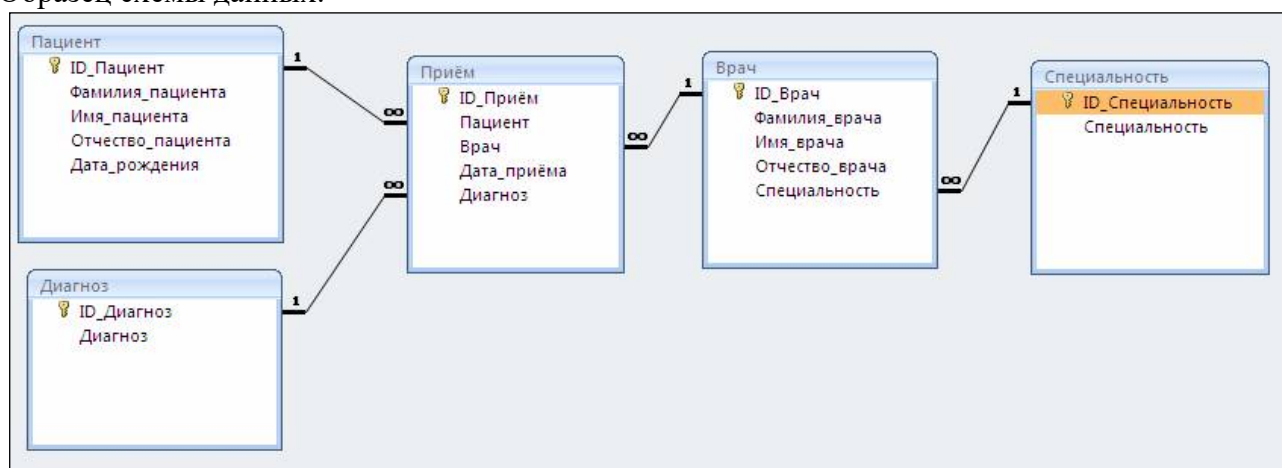 Образец схемы данных:
Пациент
ID_Пациент
Фамилия_пациента
Имя_пациента
Отчество_пациента
Дата_рождения
1
∞
Приём
ID_Приём
Пациент
Врач
Дата_приёма
Диагноз
∞
∞
1
Врач
ID_Врач
Фамилия_врача
Имя_врача
Отчество_врача
Специальность
∞
1
Специальность
ID_Специальность
Специальность
Диагноз
ID_Диагноз
Диагноз
1